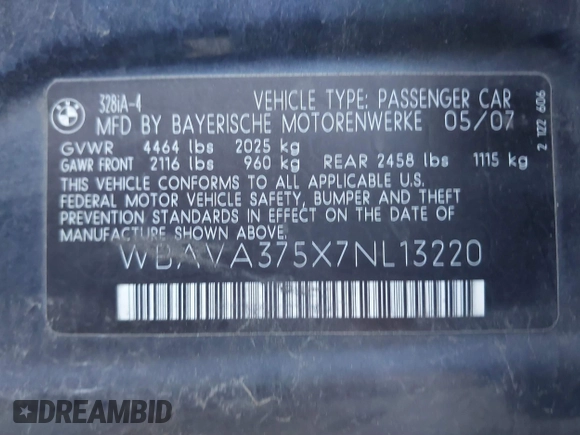 328iA-4 VEHICLE TYPE: PASSENGER CAR
MFD BY BAYERISCHE MOTORENWERKE 05/07
GVWR 4464 lbs 2025 kg
GAWR FRONT 2116 lbs 960 kg REAR 2458 lbs 1115 kg
THIS VEHICLE CONFORMS TO ALL APPLICABLE U.S.
FEDERAL MOTOR VEHICLE SAFETY, BUMPER AND THEFT
PREVENTION STANDARDS IN EFFECT ON THE DATE
OF MANUFACTURE SHOWN ABOVE.
WBAVA375X7NL13220
2 122 606
DREAMBID